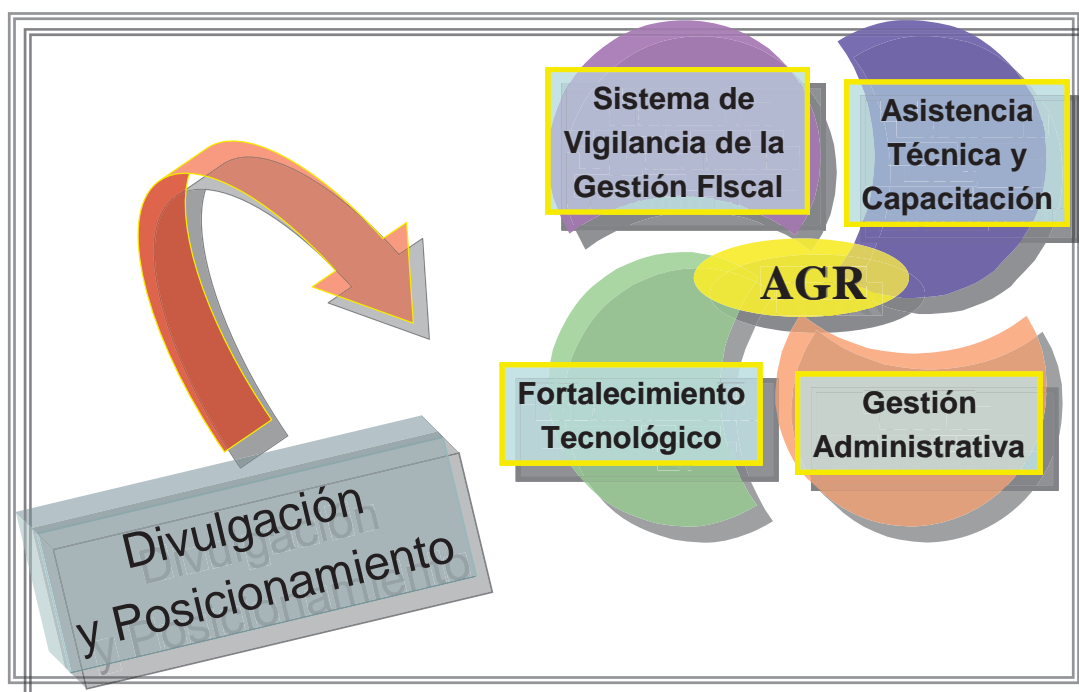 Sistema de
Vigilancia de la
Gestión FIscal
Asistencia
Técnica y
Capacitación
AGR
Fortalecimiento
Tecnológico
Gestión
Administrativa
Divulgación
y Posicionamiento